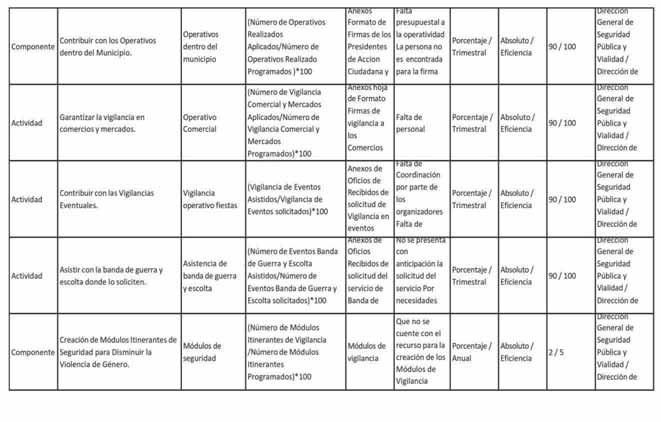 Componente
Contribuir con los Operativos
dentro del Municipio.
Operativos
dentro del
municipio
(Número de Operativos
Realizados
Aplicados/Número de
Operativos Realizado
Programados )*100
Anexos
Formato de
Firmas de los
Presidentes
de Accion
Ciudadana y
Falta
presupuestal a
la operatividad
La persona no
es encontrada
para la firma
Porcentaje /
Trimestral
Absoluto /
Eficiencia
90 / 100
Dirección
General de
Seguridad
Pública y
Vialidad /
Dirección de
Actividad
Garantizar la vigilancia en
comercios y mercados.
Operativo
Comercial
(Número de Vigilancia
Comercial y Mercados
Aplicados/Número de
Vigilancia Comercial y
Mercados
Programados)*100
Anexos hoja
de Formato
Firmas de
vigilancia a
los
Comercios
Falta de
personal
Porcentaje /
Trimestral
Absoluto /
Eficiencia
90 / 100
Dirección
General de
Seguridad
Pública y
Vialidad /
Dirección de
Actividad
Contribuir con las Vigilancias
Eventuales.
Vigilancia
operativo fiestas
(Vigilancia de Eventos
Asistidos/Vigilancia de
Eventos solicitados)*100
Anexos de
Oficios de
Recibidos de
solicitud de
Vigilancia en
eventos
Falta de
Coordinación
por parte de
los
organizadores
Falta de
Porcentaje /
Trimestral
Absoluto /
Eficiencia
90 / 100
Dirección
General de
Seguridad
Pública y
Vialidad /
Dirección de
Actividad
Asistir con la banda de guerra y
escolta donde lo soliciten.
Asistencia de
banda de guerra
y escolta
(Número de Eventos Banda
de Guerra y Escolta
Asistidos/Número de
Eventos Banda de Guerra y
Escolta solicitados)*100
Anexos de
Oficios
Recibidos de
solicitud del
servicio de
Banda de
No se presenta
con
anticipación la
solicitud del
servicio Por
necesidades
Porcentaje /
Trimestral
Absoluto /
Eficiencia
90 / 100
Dirección
General de
Seguridad
Pública y
Vialidad /
Dirección de
Componente
Creación de Módulos Itinerantes de
Seguridad para Disminuir la
Violencia de Género.
Módulos de
seguridad
(Número de Módulos
Itinerantes de Vigilancia
/Número de Módulos
Itinerantes
Programados)*100
Módulos de
vigilancia
Que no se
cuente con el
recurso para la
creación de los
Módulos de
Vigilancia
Porcentaje /
Anual
Absoluto /
Eficiencia
2 / 5
Dirección
General de
Seguridad
Pública y
Vialidad /
Dirección de